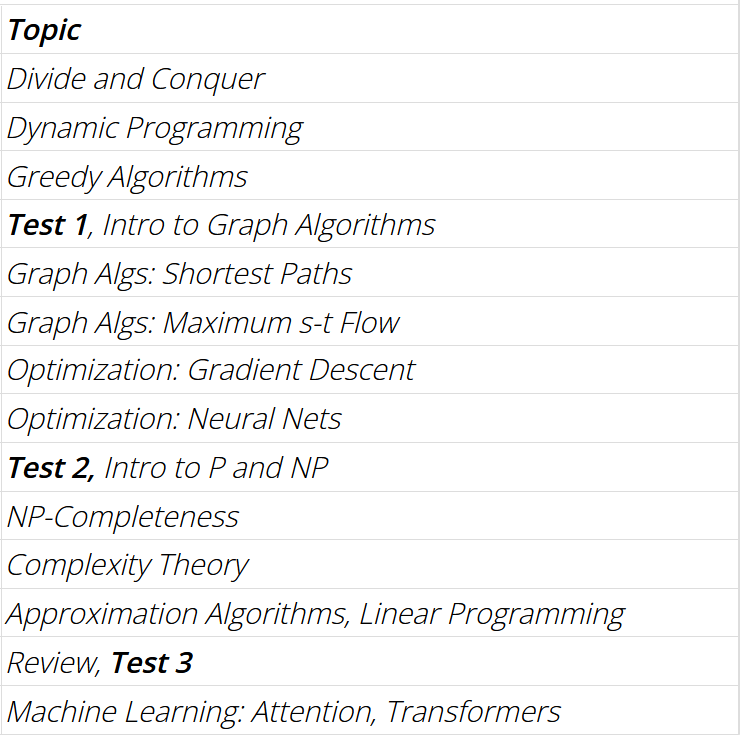 Topic
Divide and Conquer
Dynamic Programming
Greedy Algorithms
Test 1, Intro to Graph Algorithms
Graph Algs: Shortest Paths
Graph Algs: Maximum s-t Flow
Optimization: Gradient Descent
Optimization: Neural Nets
Test 2, Intro to P and NP
NP-Completeness
Complexity Theory
Approximation Algorithms, Linear Programming
Review, Test 3
Machine Learning: Attention, Transformers